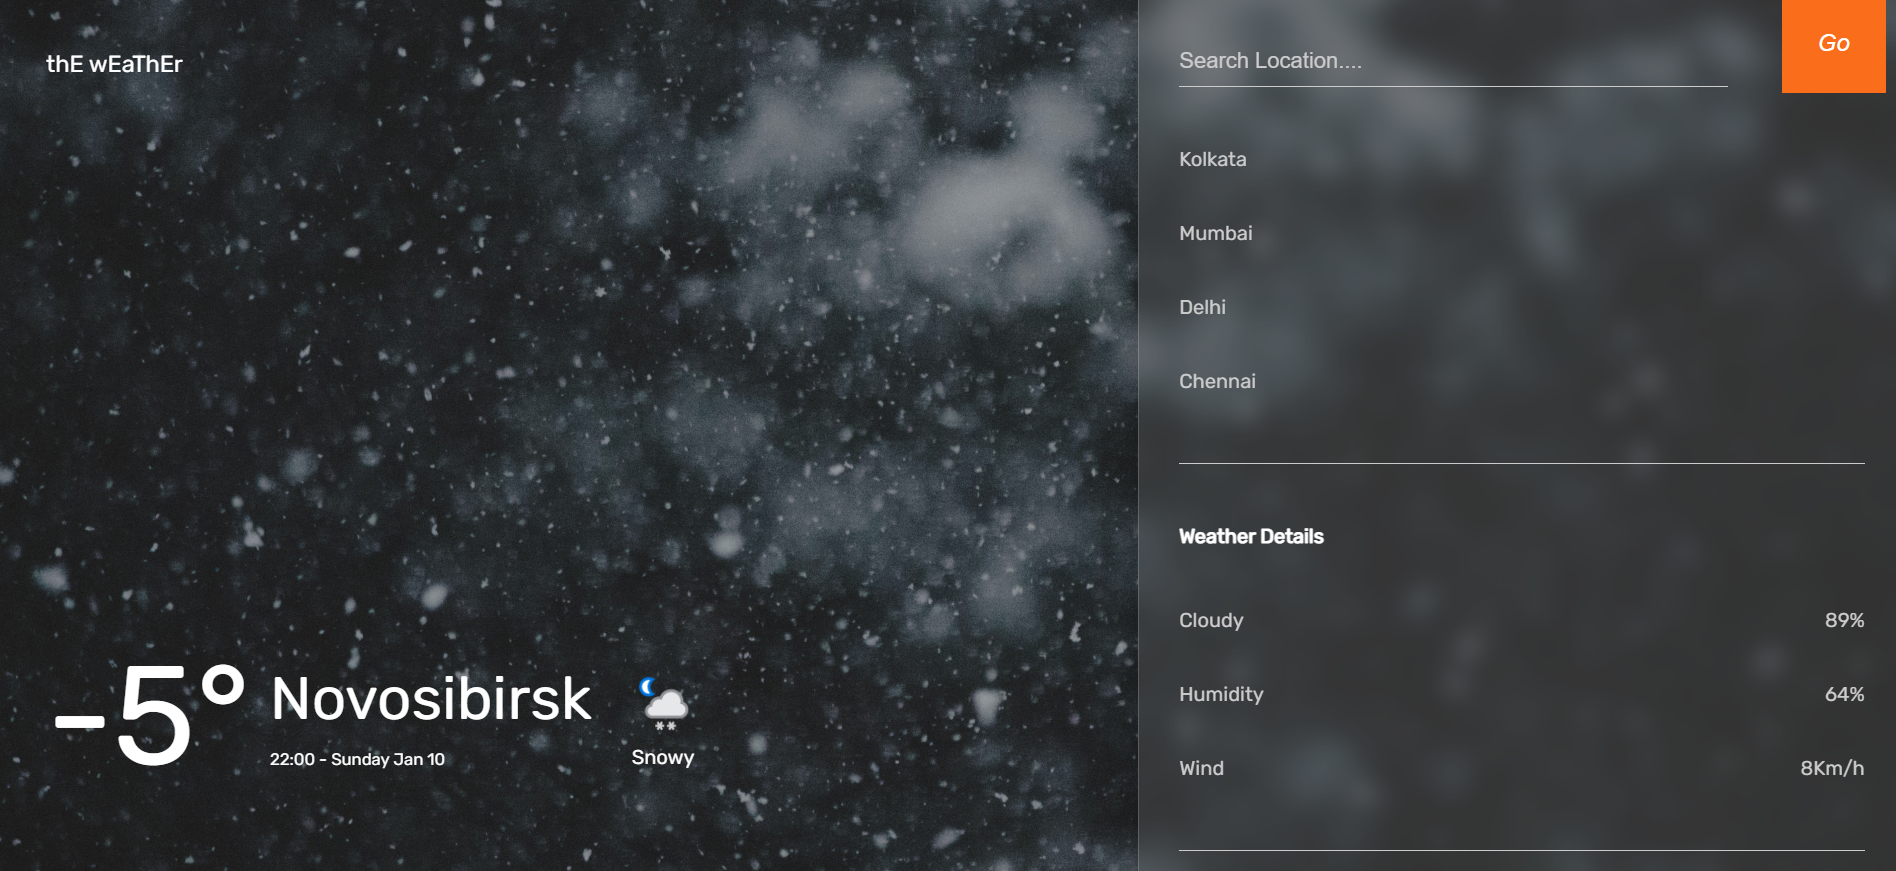 thE wEaThEr
-5°
Novosibirsk
22:00 - Sunday Jan 10
Snowy
Search Location....
Go
Kolkata
Mumbai
Delhi
Chennai
Weather Details
Cloudy 89%
Humidity 64%
Wind 8Km/h